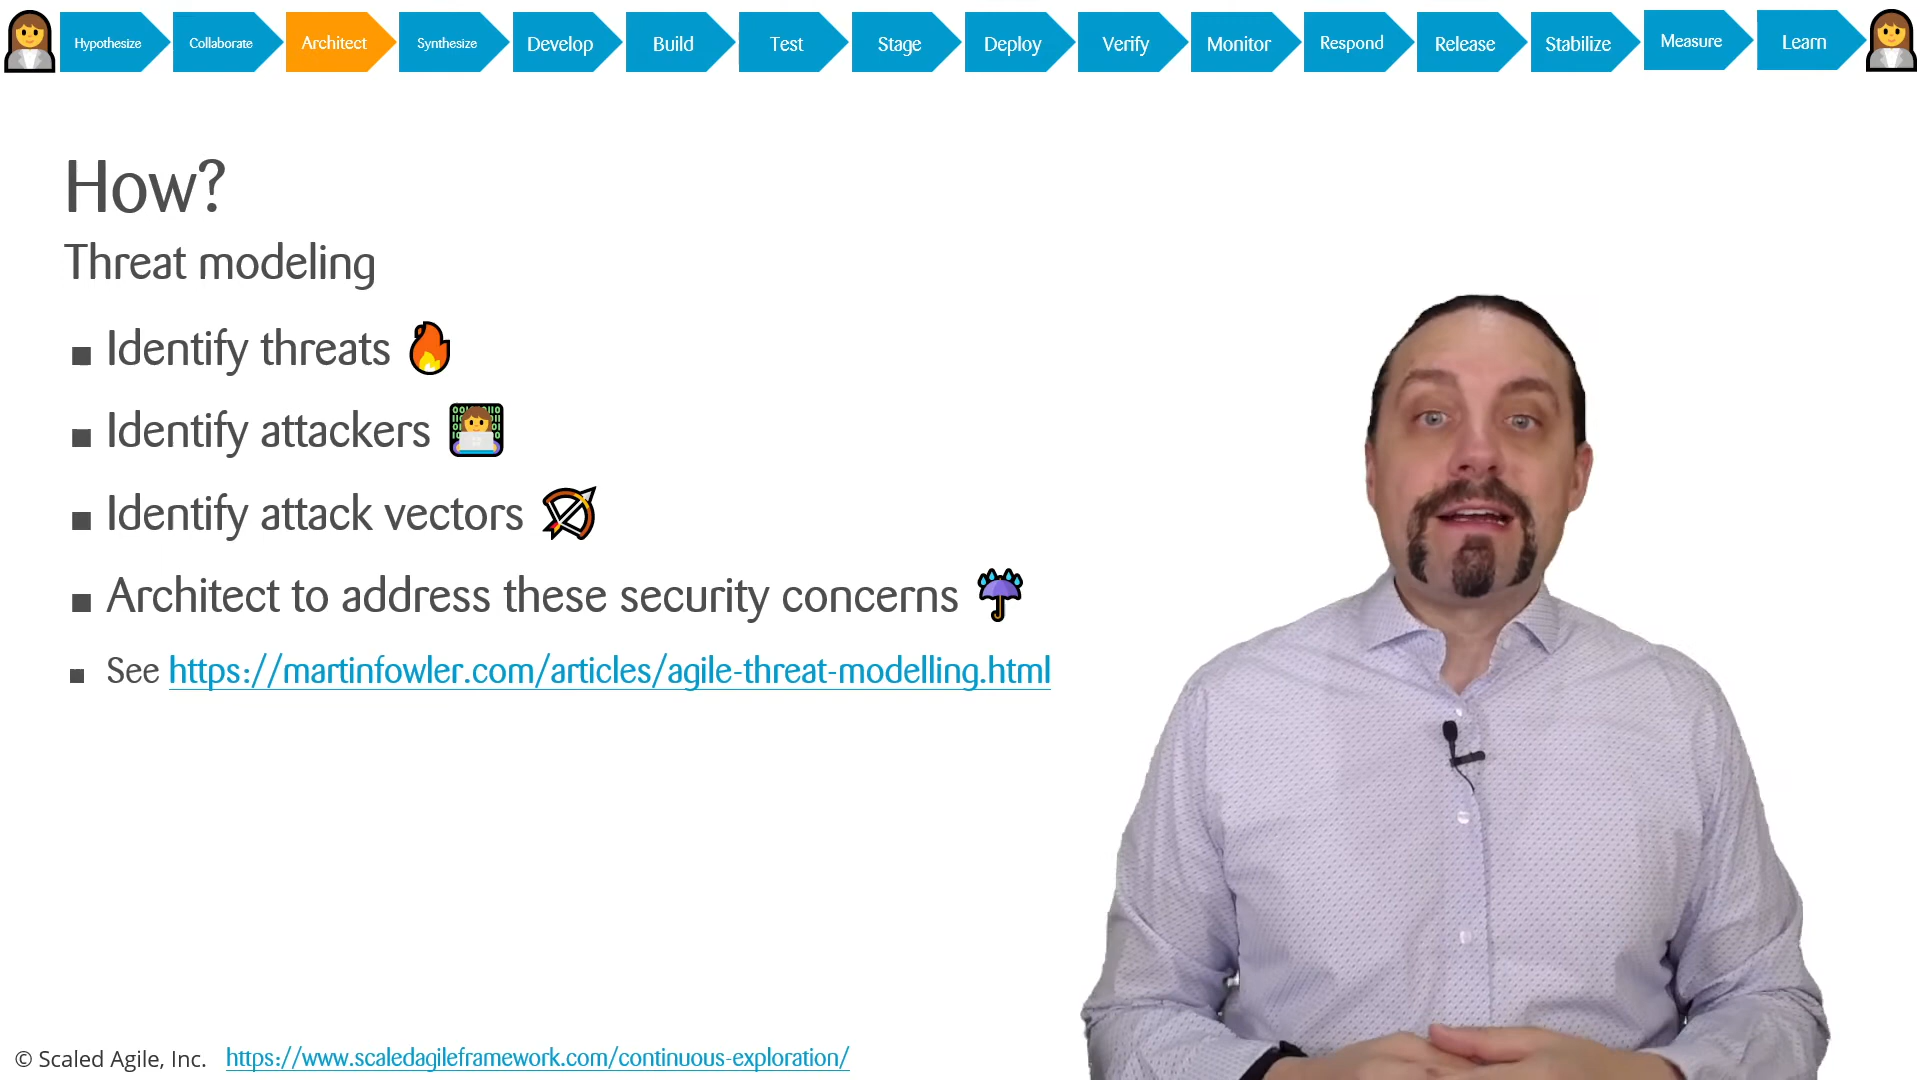 Hypothesize
Collaborate
Architect
Synthesize
Develop
Build
Test
Stage
Deploy
Verify
Monitor
Respond
Release
Stabilize
Measure
Learn
How?
Threat modeling
Identify threats
Identify attackers
Identify attack vectors
Architect to address these security concerns
See https://martinfowler.com/articles/agile-threat-modelling.html
© Scaled Agile, Inc. https://www.scaledagileframework.com/continuous-exploration/